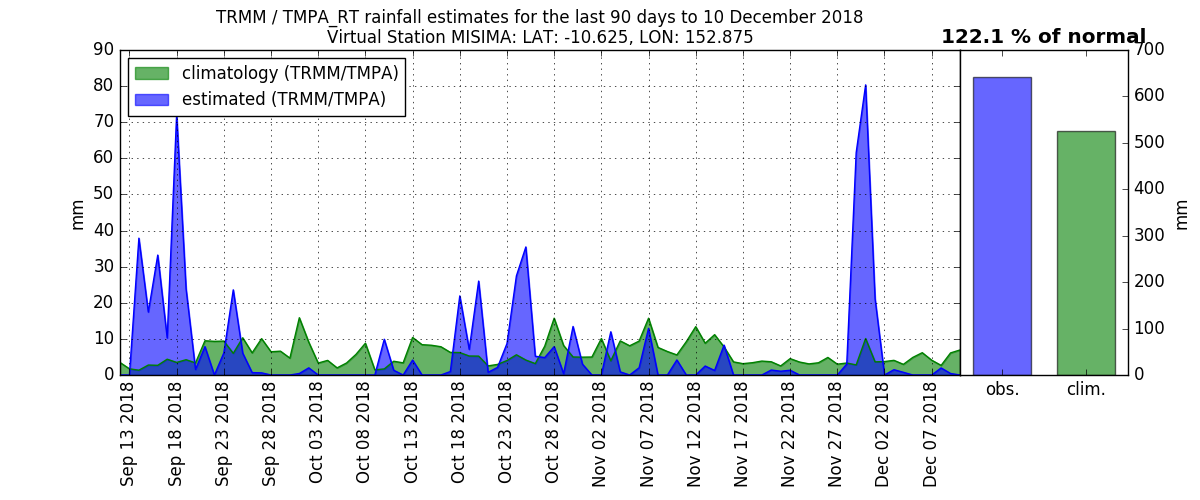 TRMM / TMPA_RT rainfall estimates for the last 90 days to 10 December 2018
Virtual Station MISIMA: LAT: -10.625, LON: 152.875
122.1 % of normal
climatology (TRMM/TMPA)
estimated (TRMM/TMPA)
90
80
70
60
50
40
30
20
10
0
mm
Sep 13 2018
Sep 18 2018
Sep 23 2018
Sep 28 2018
Oct 03 2018
Oct 08 2018
Oct 13 2018
Oct 18 2018
Oct 23 2018
Oct 28 2018
Nov 02 2018
Nov 07 2018
Nov 12 2018
Nov 17 2018
Nov 22 2018
Nov 27 2018
Dec 02 2018
Dec 07 2018
obs.
clim.
700
600
500
400
300
200
100
0
mm